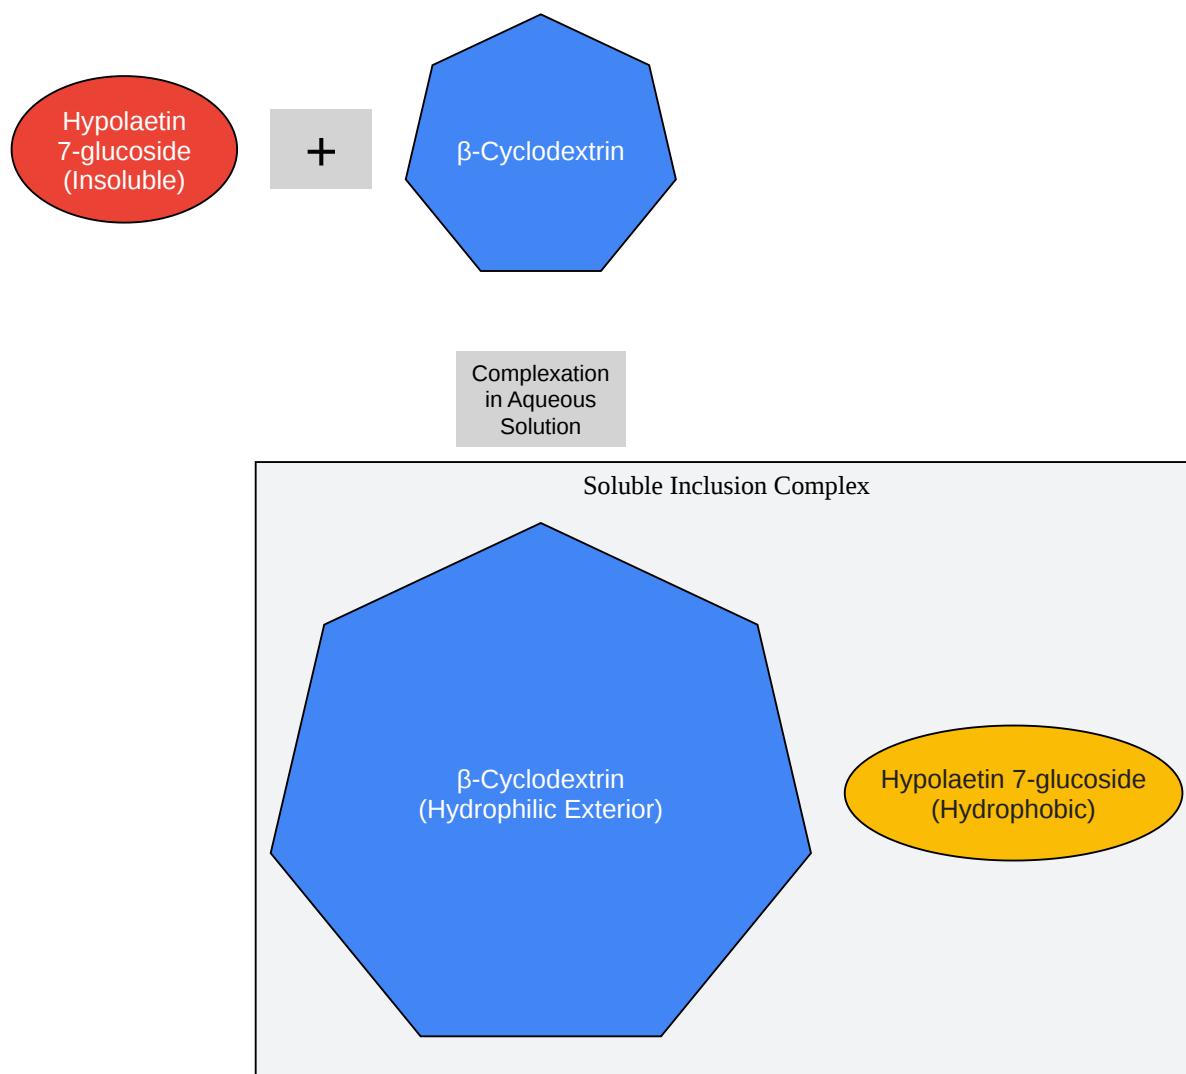 Hypolaetin
7-glucoside
(Insoluble)
+
β-Cyclodextrin
Complexation
in Aqueous
Solution
Soluble Inclusion Complex
β-Cyclodextrin
(Hydrophilic Exterior)
Hypolaetin 7-glucoside
(Hydrophobic)